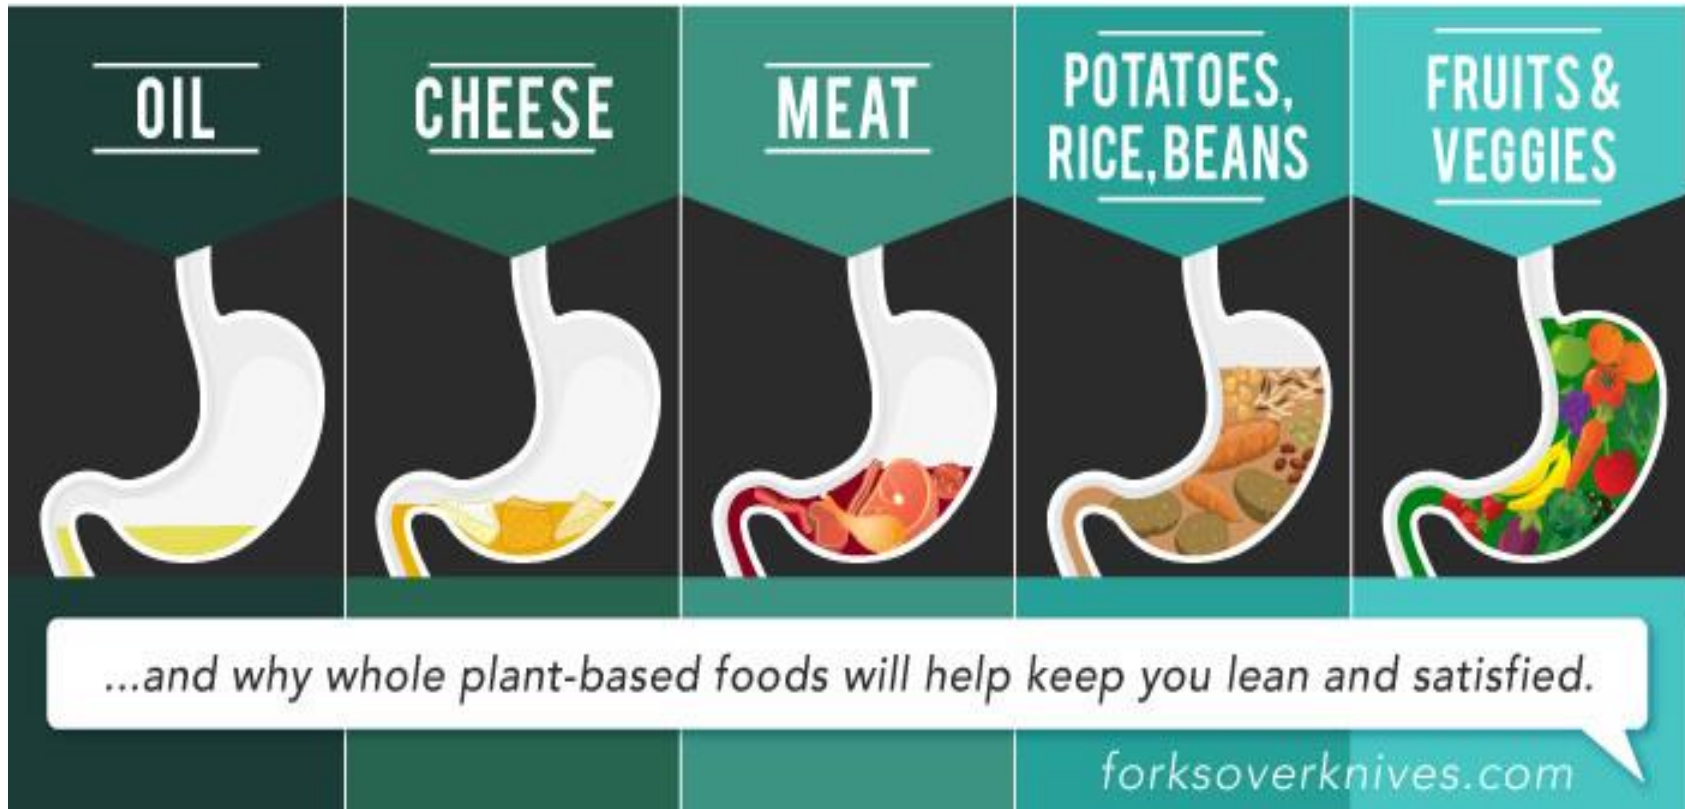 OIL
CHEESE
MEAT
POTATOES,
RICE, BEANS
FRUITS &
VEGGIES
...and why whole plant-based foods will help keep you lean and satisfied.
forksoverknives.com